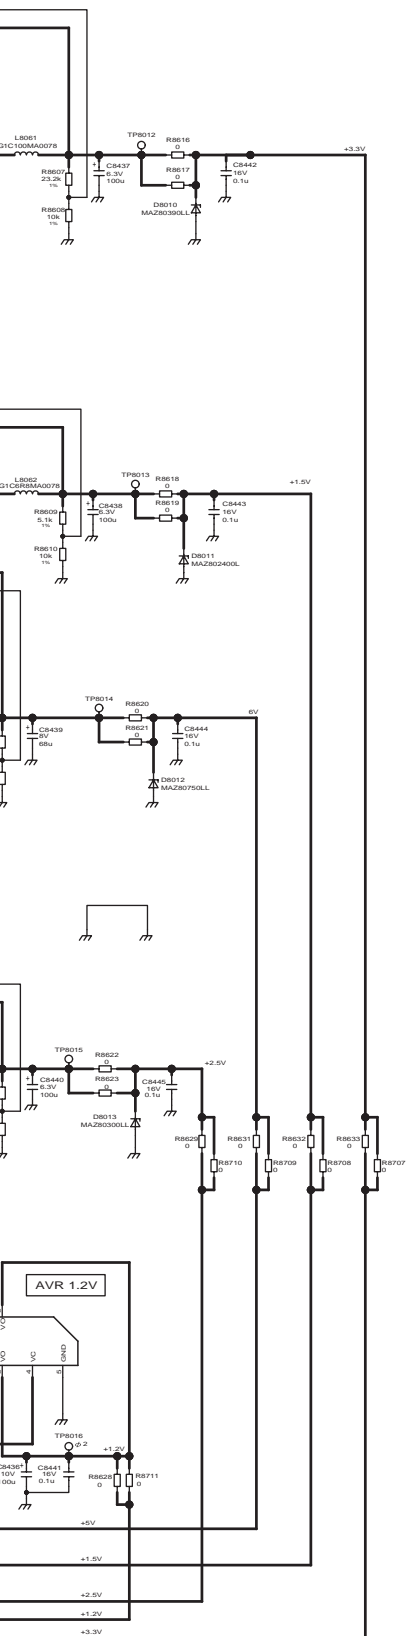 L8061
G1C100MA0078
R8607
23.2k
1%
R8608
10k
1%
+
C8437
6.3V
100u
TP8012
R8616
0
R8617
0
D8010
MAZ80390LL
C8442
16V
0.1u
+3.3V
L8062
G1C6R8MA0078
R8609
5.1k
1%
R8610
10k
1%
+
C8438
6.3V
100u
TP8013
R8618
0
R8619
0
D8011
MAZ802400L
C8443
16V
0.1u
+1.5V
+
C8439
8V
68u
TP8014
R8620
0
R8621
0
D8012
MAZ80750LL
C8444
16V
0.1u
6V
+
C8440
6.3V
100u
TP8015
R8622
0
R8623
0
D8013
MAZ80300LL
C8445
16V
0.1u
+2.5V
R8629
0
R8710
0
R8631
0
R8709
0
R8632
0
R8708
0
R8633
0
R8707
0
AVR 1.2V
VO
VO
VC
GND
4
5
TP8016
φ2
C8436
+
10V
100u
C8441
16V
0.1u
+1.2V
R8628
0
R8711
0
+5V
+1.5V
+2.5V
+1.2V
+3.3V